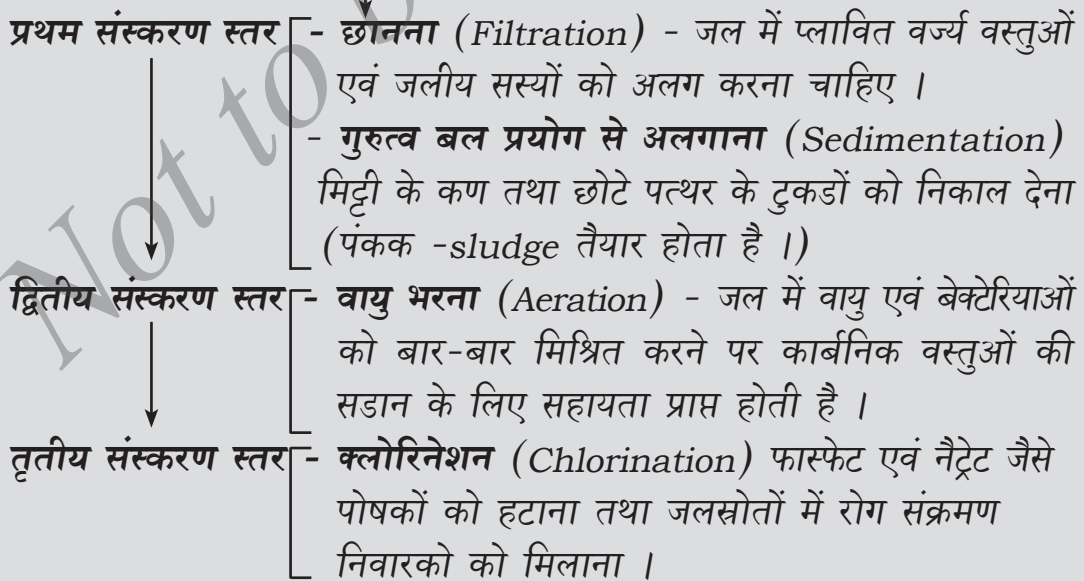 प्रथम संस्करण स्तर - छानना (Filtration) - जल में प्लावित वर्ज्य वस्तुओं
एवं जलीय सस्यों को अलग करना चाहिए ।
- गुरुत्व बल प्रयोग से अलगाना (Sedimentation)
मिट्टी के कण तथा छोटे पत्थर के टुकडों को निकाल देना
(पंकक -sludge तैयार होता है ।)
द्वितीय संस्करण स्तर - वायु भरना (Aeration) - जल में वायु एवं बेक्टेरियाओं
को बार-बार मिश्रित करने पर कार्बनिक वस्तुओं की
सडान के लिए सहायता प्राप्त होती है ।
तृतीय संस्करण स्तर - क्लोरिनेशन (Chlorination) फास्फेट एवं नैट्रेट जैसे
पोषकों को हटाना तथा जलस्रोतों में रोग संक्रमण
निवारको को मिलाना ।
Not to